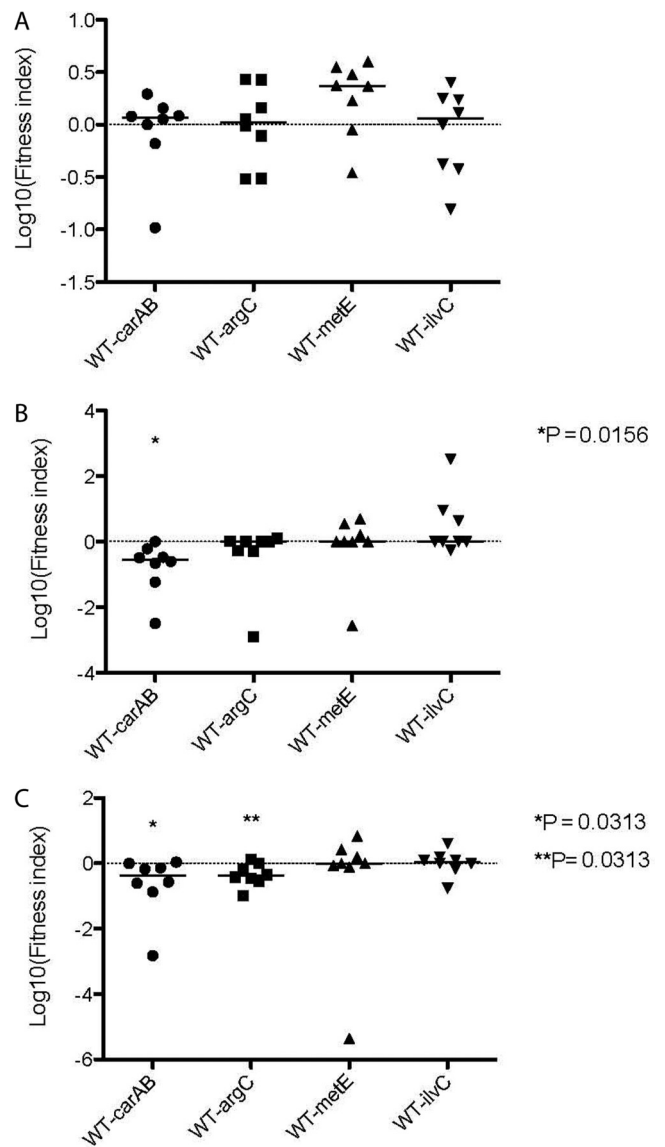 A
Log10(Fitness index)
1.0
0.5
0.0
-0.5
-1.0
-1.5
WT-carAB
WT-argC
WT-metE
WT-ilvC
B
Log10(Fitness index)
4
2
0
-2
-4
*
*P=0.0156
WT-carAB
WT-argC
WT-metE
WT-ilvC
C
Log10(Fitness index)
2
0
-2
-4
-6
* **
*P=0.0313
**P=0.0313
WT-carAB
WT-argC
WT-metE
WT-ilvC